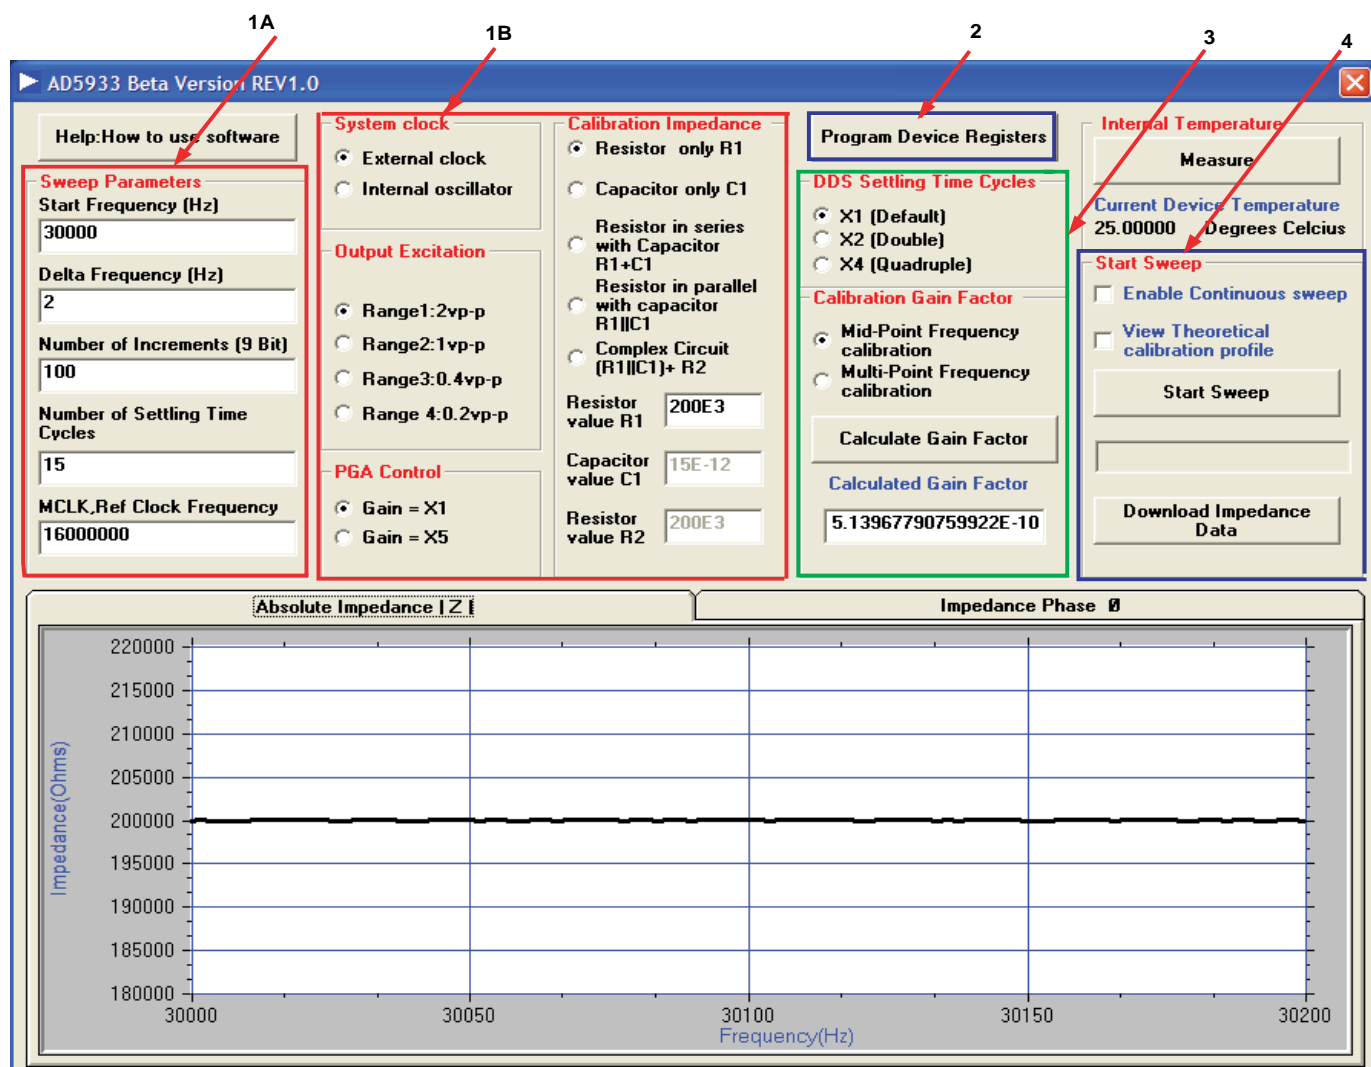 1A
1B
2
3
4
AD5933 Beta Version REV1.0
Help:How to use software
Sweep Parameters
Start Frequency (Hz)
30000
Delta Frequency (Hz)
2
Number of Increments (9 Bit)
100
Number of Settling Time
Cycles
15
MCLK,Ref Clock Frequency
16000000
System clock
External clock
Internal oscillator
Output Excitation
Range1:2vp-p
Range2:1vp-p
Range3:0.4vp-p
Range 4:0.2vp-p
PGA Control
Gain = X1
Gain = X5
Calibration Impedance
Resistor only R1
Capacitor only C1
Resistor in series
with Capacitor
R1+C1
Resistor in parallel
with capacitor
R1||C1
Complex Circuit
(R1||C1)+ R2
Resistor
value R1
200E3
Capacitor
value C1
15E-12
Resistor
value R2
200E3
Program Device Registers
DDS Settling Time Cycles
X1 (Default)
X2 (Double)
X4 (Quadruple)
Calibration Gain Factor
Mid-Point Frequency
calibration
Multi-Point Frequency
calibration
Calculate Gain Factor
Calculated Gain Factor
5.13967790759922E-10
Internal Temperature
Measure
Current Device Temperature
25.00000 Degrees Celcius
Start Sweep
Enable Continuous sweep
View Theoretical
calibration profile
Start Sweep
Download Impedance
Data
Absolute Impedance |Z|
Impedance Phase Ø
Impedance(Ohms)
220000
215000
210000
205000
200000
195000
190000
185000
180000
30000
30050
30100
30150
30200
Frequency(Hz)